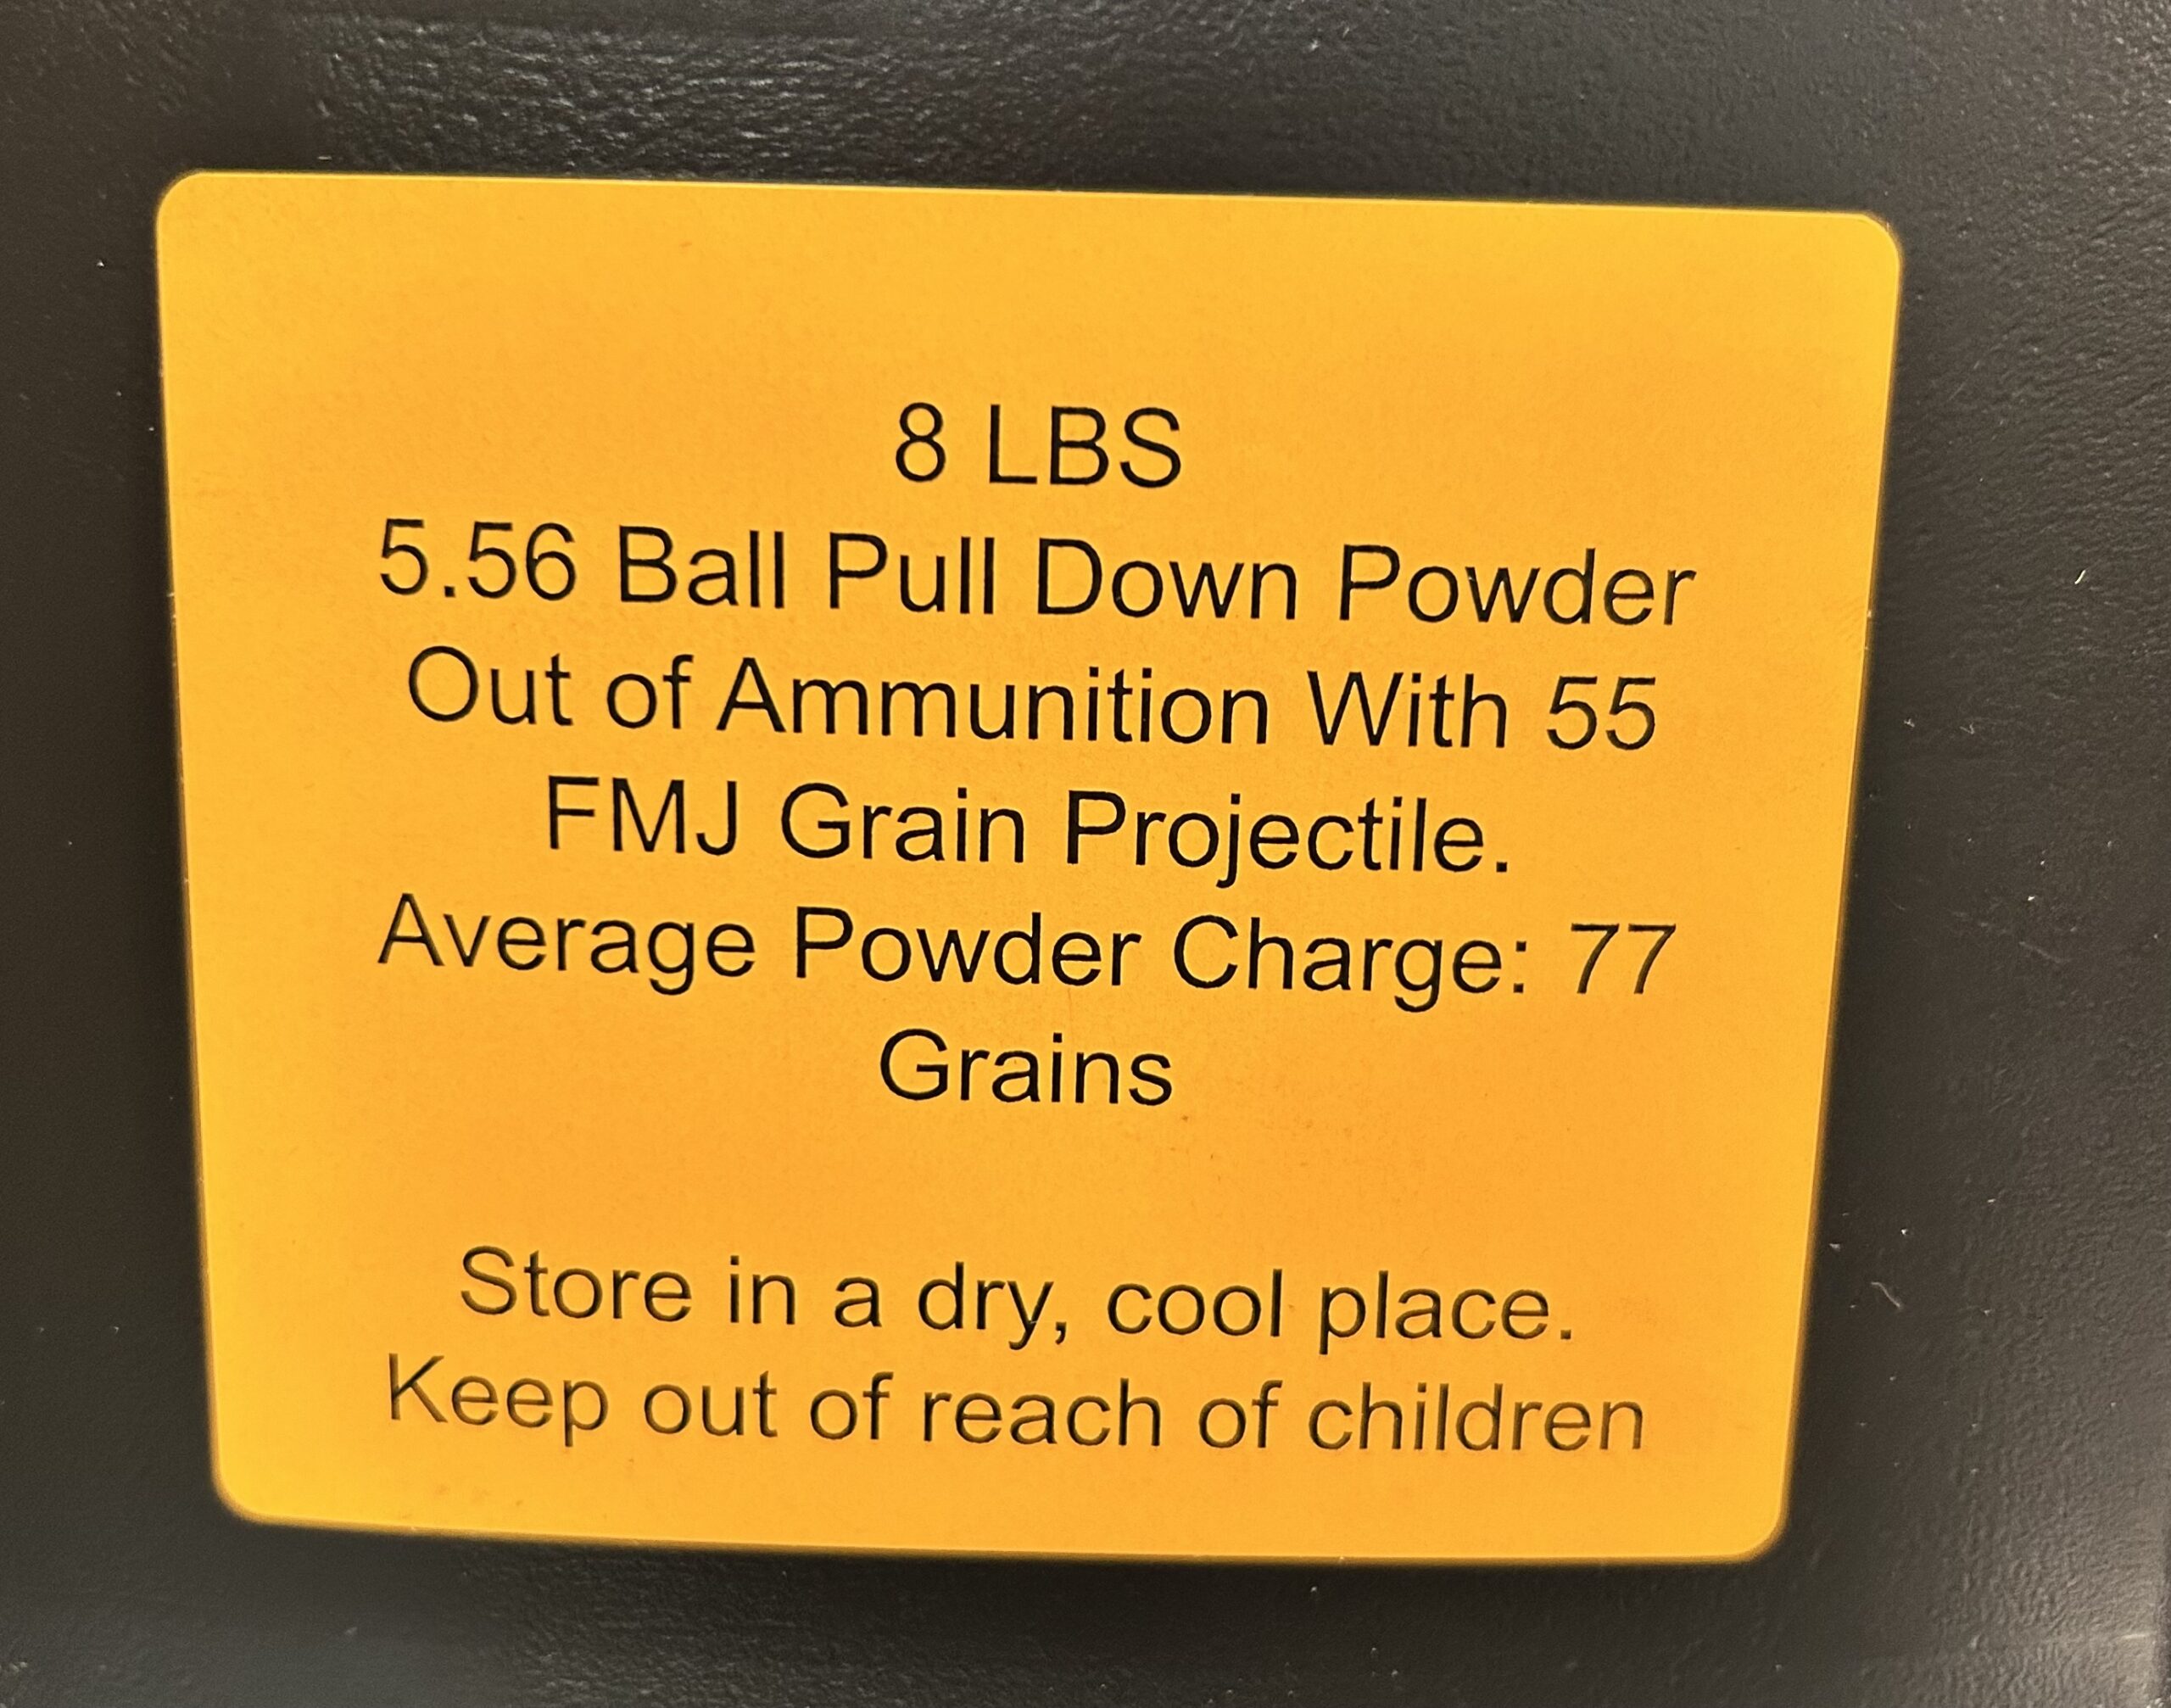 8 LBS
5.56 Ball Pull Down Powder
Out of Ammunition With 55
FMJ Grain Projectile.
Average Powder Charge: 77
Grains
Store in a dry, cool place.
Keep out of reach of children